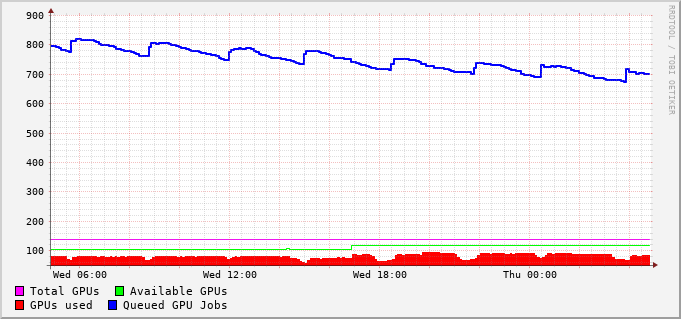 900
800
700
600
500
400
300
200
100
Wed 06:00 Wed 12:00 Wed 18:00 Thu 00:00
Total GPUs Available GPUs
GPUs used Queued GPU Jobs
RRDTOOL / TOBI OETIKER